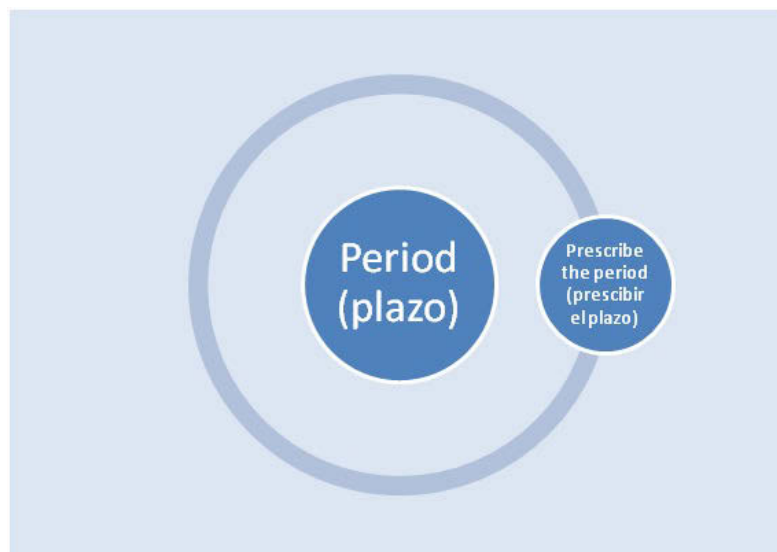 Period
(plazo)
Prescribe
the period
(prescibir
el plazo)